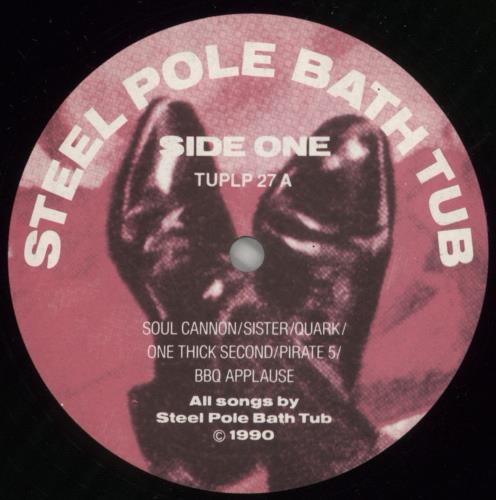 STEEL POLE BATH TUB
SIDE ONE
TUPLP 27 A
SOUL CANNON/SISTER/QUARK/
ONE THICK SECOND/PIRATE 5/
BBQ APPLAUSE
All songs by
Steel Pole Bath Tub
© 1990